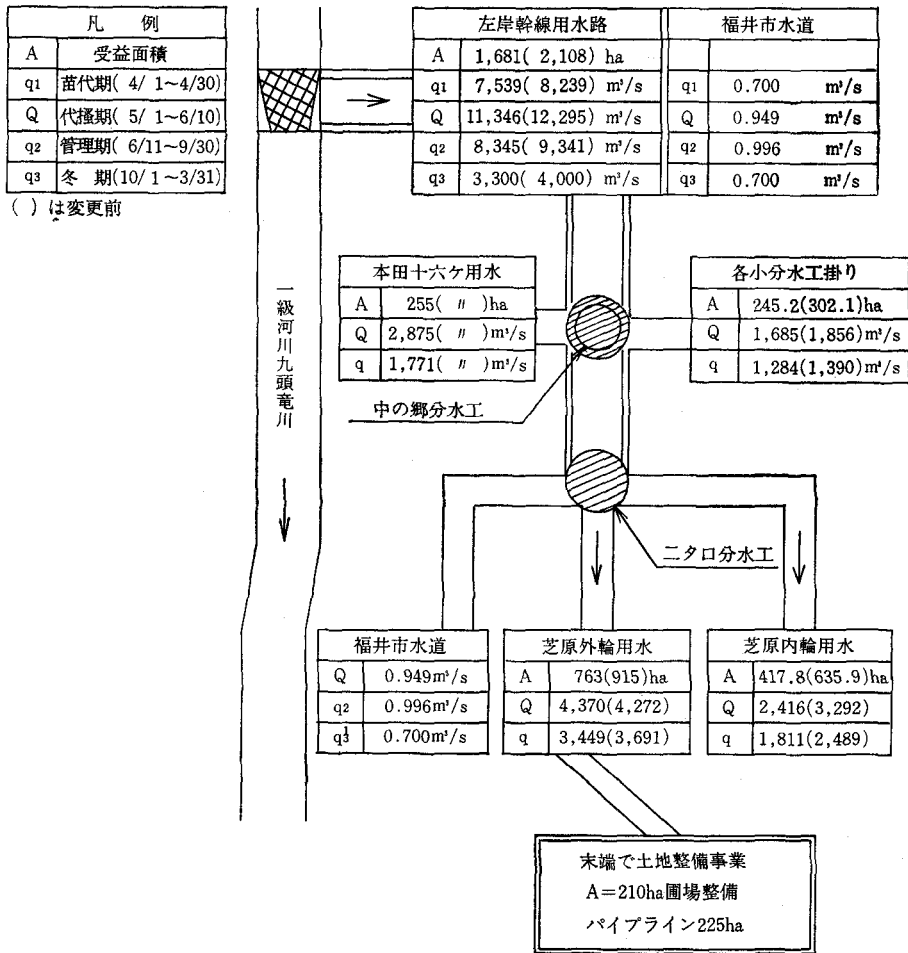 凡 例
A 受益面積
q1 苗代期( 4/ 1~4/30)
Q 代掻期( 5/ 1~6/10)
q2 管理期( 6/11~9/30)
q3 冬 期(10/ 1~3/31)
( ) は変更前
左岸幹線用水路
A 1,681( 2,108) ha
q1 7,539( 8,239) m³/s
Q 11,346(12,295) m³/s
q2 8,345( 9,341) m³/s
q3 3,300( 4,000) m³/s
福井市水道
q1 0.700 m³/s
Q 0.949 m³/s
q2 0.996 m³/s
q3 0.700 m³/s
一級河川九頭竜川
本田十六ケ用水
A 255( 〃 )ha
Q 2,875( 〃 )m³/s
q 1,771( 〃 )m³/s
各小分水工掛り
A 245.2(302.1)ha
Q 1,685(1,856)m³/s
q 1,284(1,390)m³/s
中の郷分水工
二タロ分水工
福井市水道
Q 0.949m³/s
q2 0.996m³/s
q⅓ 0.700m³/s
芝原外輪用水
A 763(915)ha
Q 4,370(4,272)
q 3,449(3,691)
芝原内輪用水
A 417.8(635.9)ha
Q 2,416(3,292)
q 1,811(2,489)
末端で土地整備事業
A=210ha圃場整備
パイプライン225ha